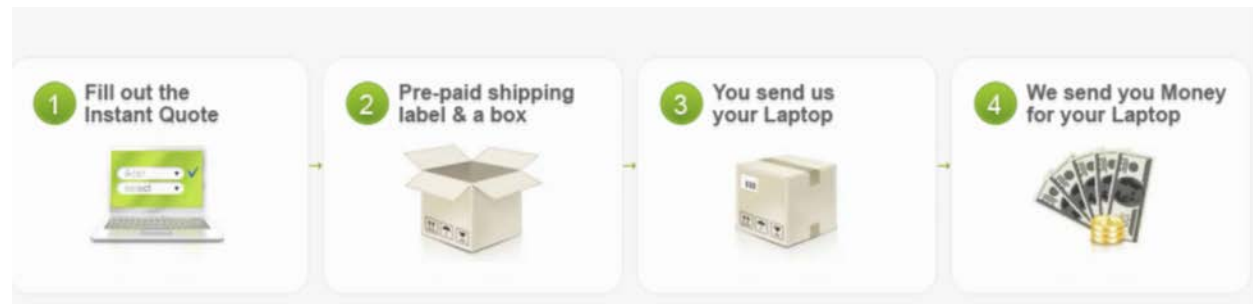 1
Fill out the
Instant Quote
2
Pre-paid shipping
label & a box
3
You send us
your Laptop
4
We send you Money
for your Laptop